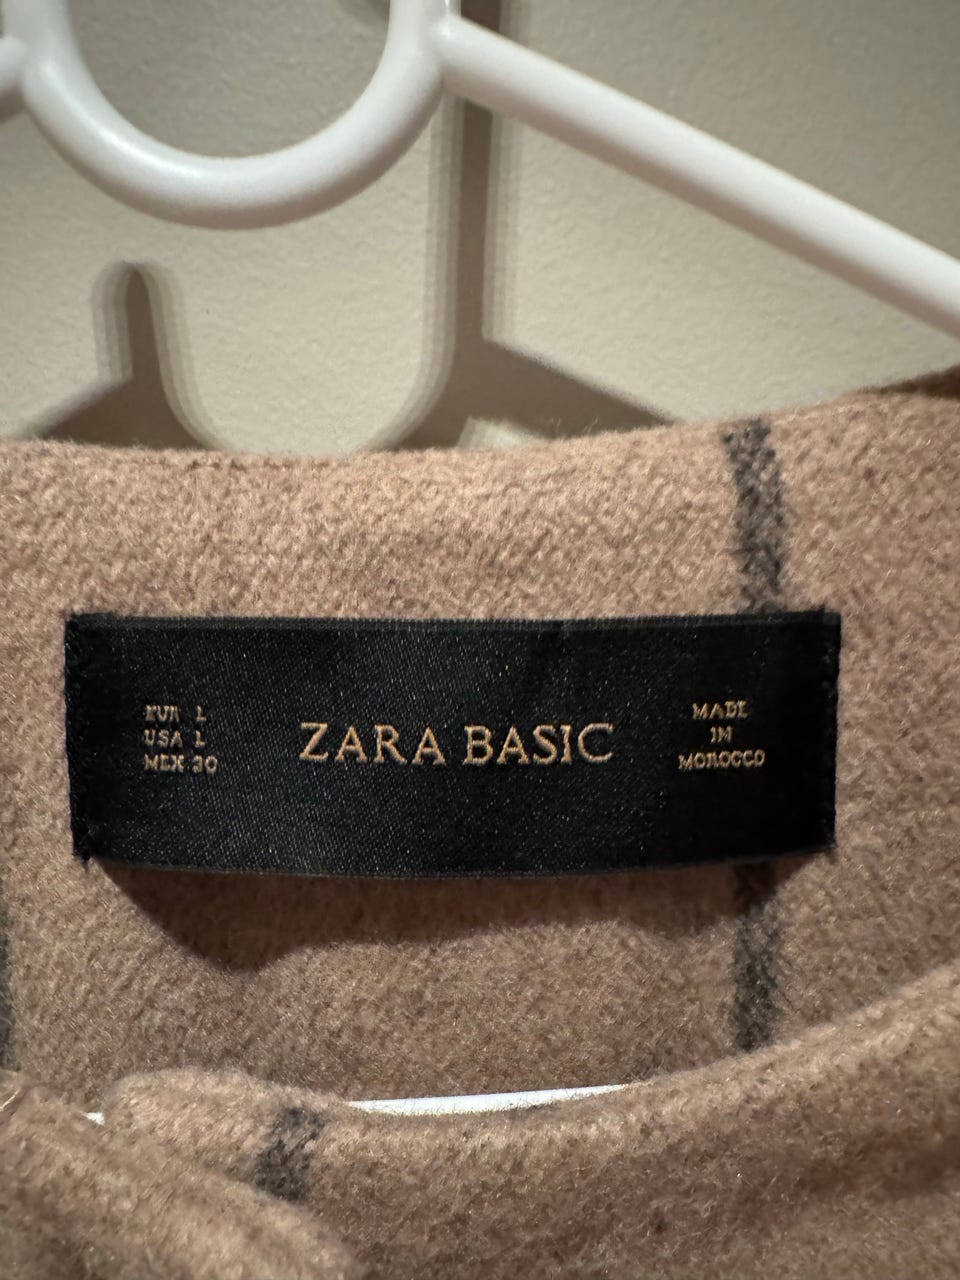 EUR L
USA L
MEX 30
ZARA BASIC
MADE
IN
MOROCCO